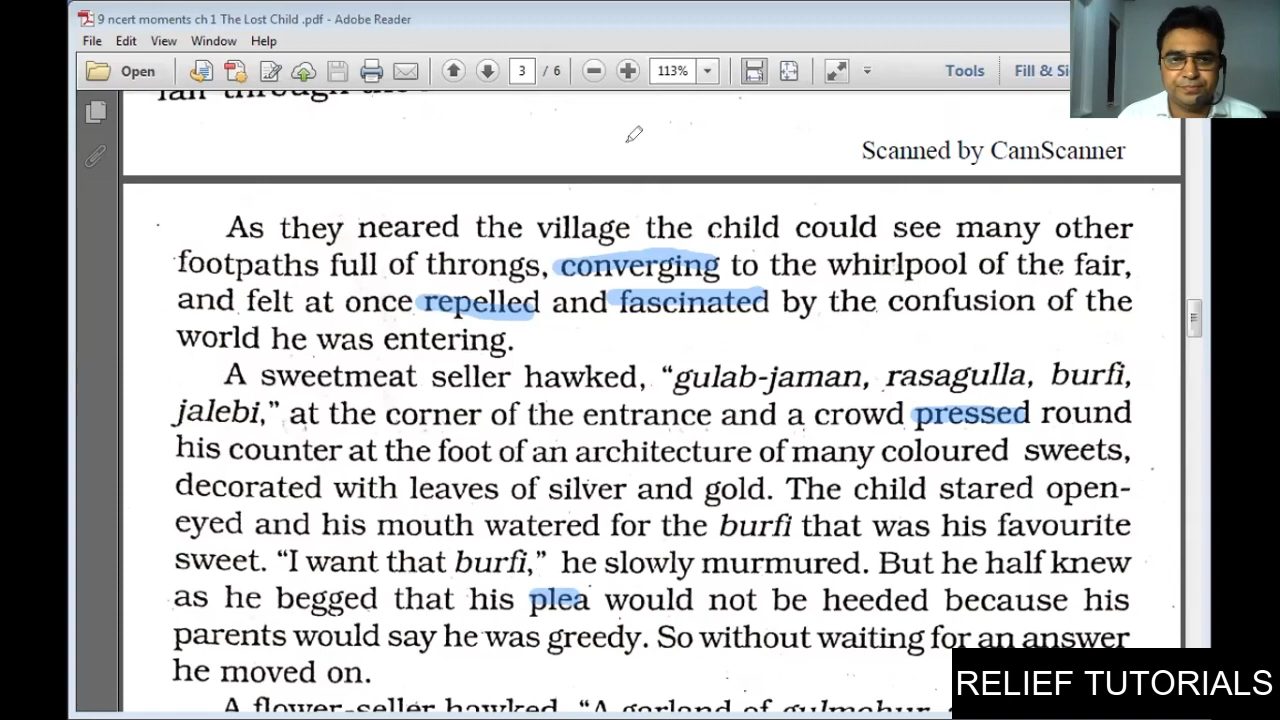 9 ncert moments ch 1 The Lost Child .pdf - Adobe Reader
File Edit View Window Help
Open 3 / 6 113% Tools Fill & Si
Scanned by CamScanner
As they neared the village the child could see many other
footpaths full of throngs, converging to the whirlpool of the fair,
and felt at once repelled and fascinated by the confusion of the
world he was entering.
A sweetmeat seller hawked, “gulab-jaman, rasagulla, burfi,
jalebi,” at the corner of the entrance and a crowd pressed round
his counter at the foot of an architecture of many coloured sweets,
decorated with leaves of silver and gold. The child stared open-
eyed and his mouth watered for the burfi that was his favourite
sweet. “I want that burfi,” he slowly murmured. But he half knew
as he begged that his plea would not be heeded because his
parents would say he was greedy. So without waiting for an answer
he moved on.
A flower-seller hawked, “A garland of gulmohur,
RELIEF TUTORIALS